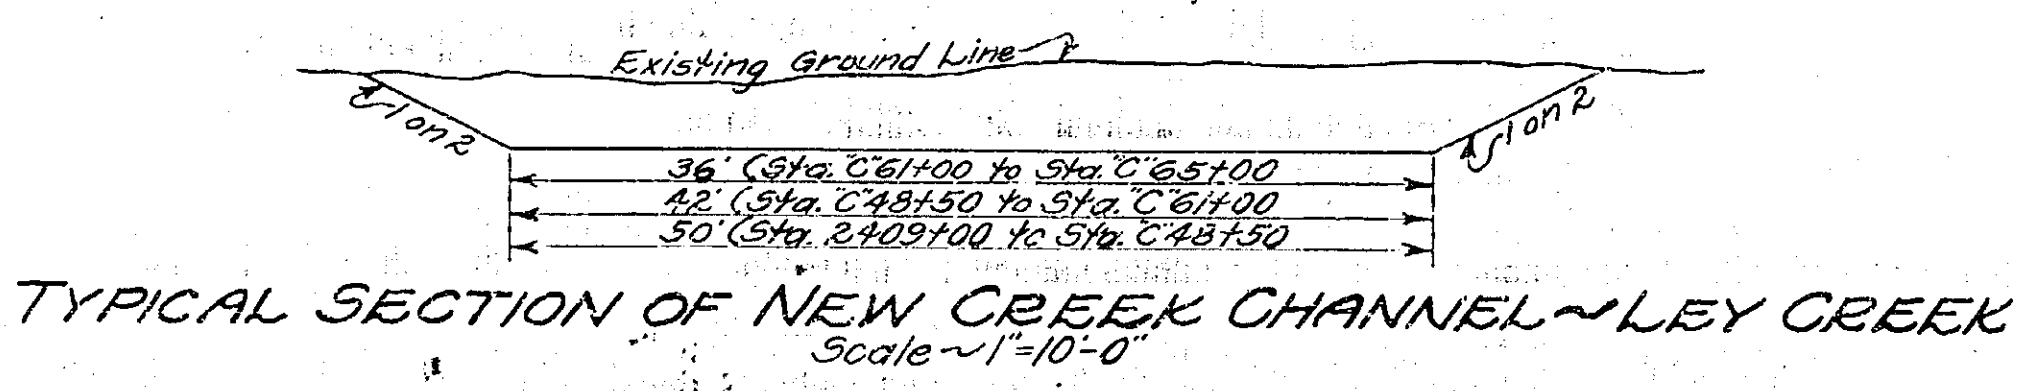 Existing Ground Line
1 on 2
1 on 2
36' (Sta. "C" 61+00 to Sta. "C" 65+00
42' (Sta. "C" 48+50 to Sta. "C" 61+00
50' (Sta. 2409+00 to Sta. "C" 48+50
TYPICAL SECTION OF NEW CREEK CHANNEL ~ LEY CREEK
Scale ~ 1"=10'-0"